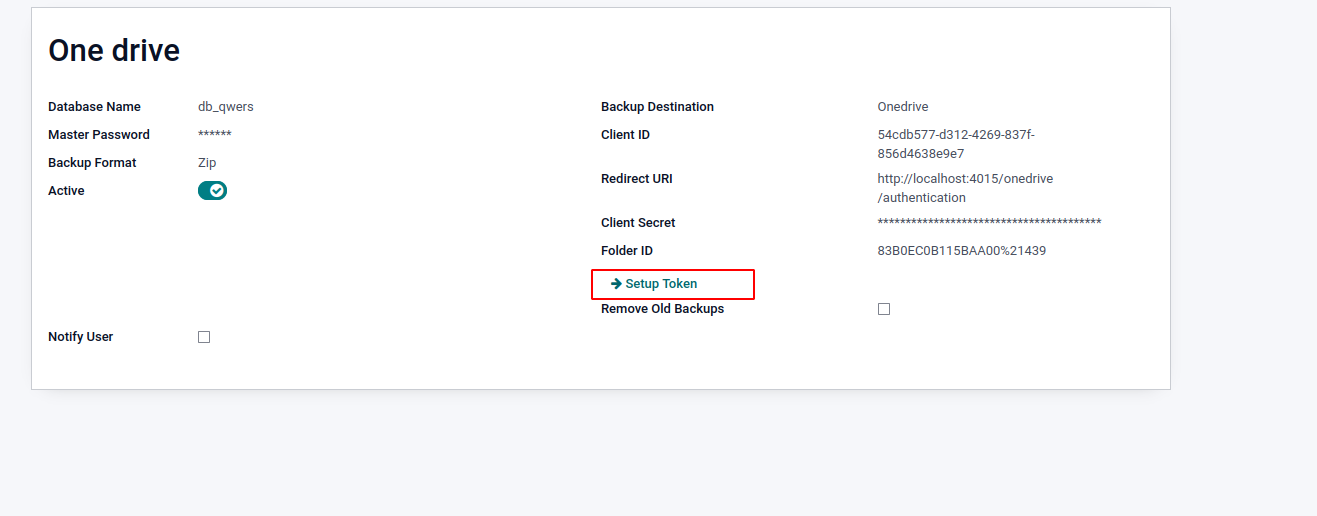 One drive
Database Name db_qwers
Master Password ******
Backup Format Zip
Active
Notify User
Backup Destination Onedrive
Client ID 54cdb577-d312-4269-837f-
856d4638e9e7
Redirect URI http://localhost:4015/onedrive
/authentication
Client Secret ****************************************
Folder ID 83B0EC0B115BAA00%21439
Setup Token
Remove Old Backups